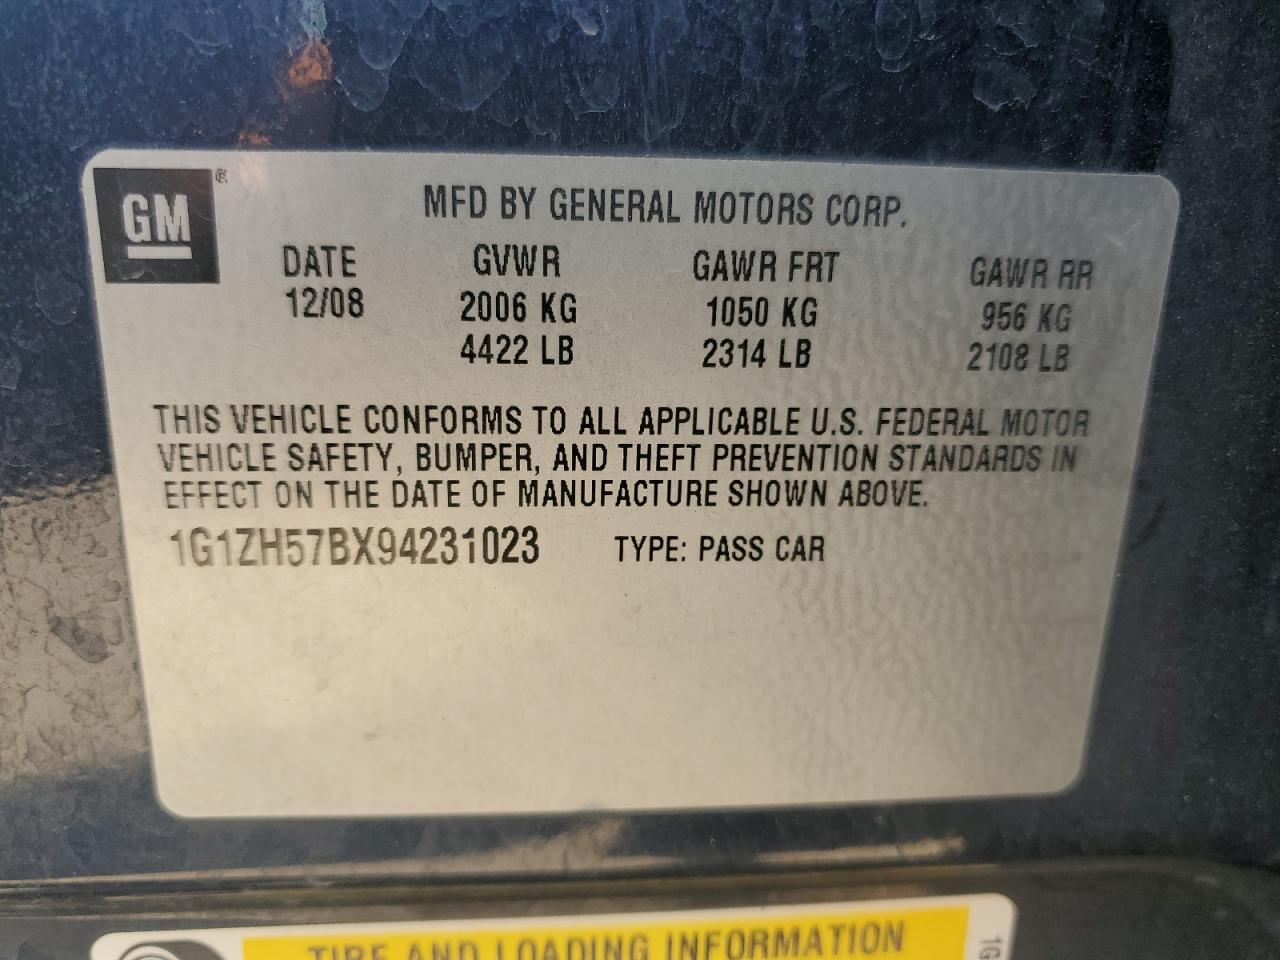 GM
MFD BY GENERAL MOTORS CORP.
DATE GVWR GAWR FRT GAWR RR
12/08 2006 KG 1050 KG 956 KG
4422 LB 2314 LB 2108 LB
THIS VEHICLE CONFORMS TO ALL APPLICABLE U.S. FEDERAL MOTOR
VEHICLE SAFETY, BUMPER, AND THEFT PREVENTION STANDARDS IN
EFFECT ON THE DATE OF MANUFACTURE SHOWN ABOVE.
1G1ZH57BX94231023 TYPE: PASS CAR
TIRE AND LOADING INFORMATION
1G